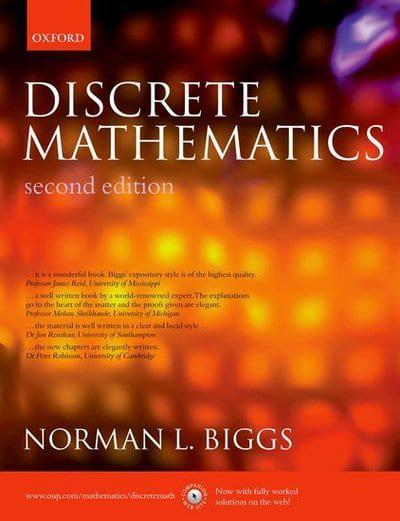 OXFORD
DISCRETE
MATHEMATICS
second edition
...it is a wonderful book. Biggs' expository style is of the highest quality.
Professor James Reid, University of Mississippi
...a well written book by a world-renowned expert. The explanations
go to the heart of the matter and the proofs given are elegant.
Professor Mohan Shrikhande, University of Michigan
...the material is well written in a clear and lucid style...
Dr Jim Renshaw, University of Southampton
...the new chapters are elegantly written.
Dr Peter Robinson, University of Cambridge
NORMAN L. BIGGS
www.oup.com/mathematics/discretemath
COMPANION WEB SITE
Now with fully worked
solutions on the web!